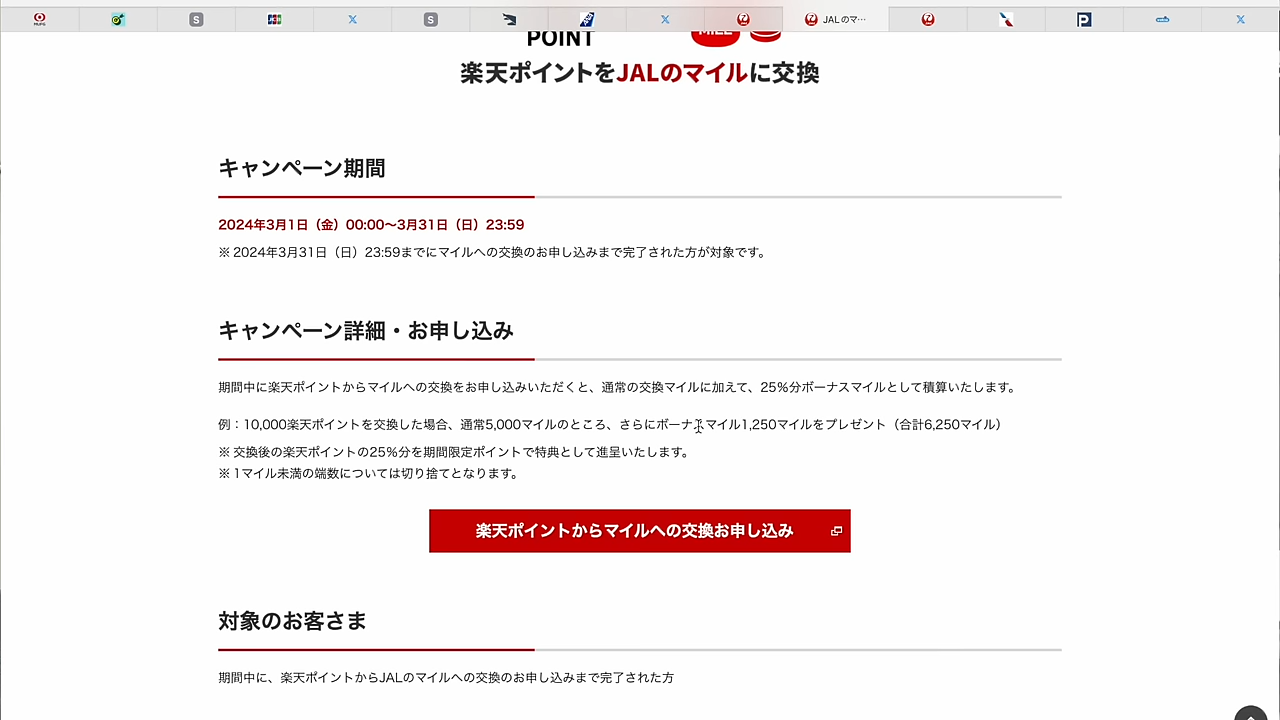 MUFG
S
JCB
S
JALのマ…
P
POINT
MILE
楽天ポイントをJALのマイルに交換
キャンペーン期間
2024年3月1日（金）00:00〜3月31日（日）23:59
※ 2024年3月31日（日）23:59までにマイルへの交換のお申し込みまで完了された方が対象です。
キャンペーン詳細・お申し込み
期間中に楽天ポイントからマイルへの交換をお申し込みいただくと、通常の交換マイルに加えて、25％分ボーナスマイルとして積算いたします。
例：10,000楽天ポイントを交換した場合、通常5,000マイルのところ、さらにボーナスマイル1,250マイルをプレゼント（合計6,250マイル）
※ 交換後の楽天ポイントの25％分を期間限定ポイントで特典として進呈いたします。
※ 1マイル未満の端数については切り捨てとなります。
楽天ポイントからマイルへの交換お申し込み
対象のお客さま
期間中に、楽天ポイントからJALのマイルへの交換のお申し込みまで完了された方